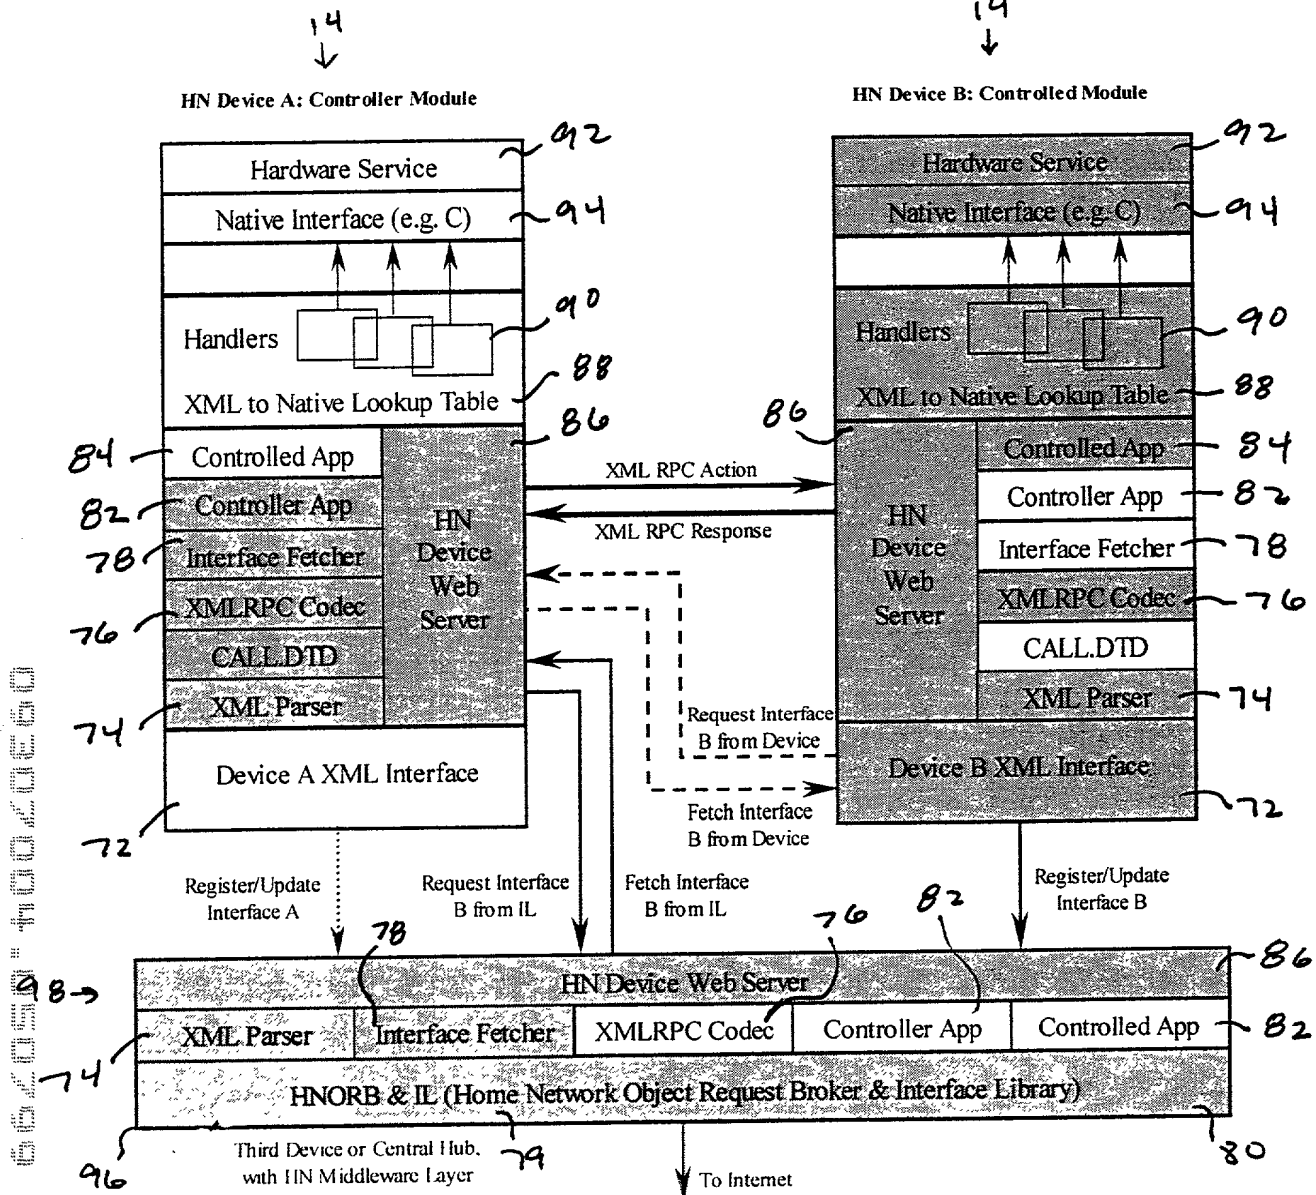 14
14
HN Device A: Controller Module
HN Device B: Controlled Module
Hardware Service
92
Native Interface (e.g. C)
94
Handlers
90
XML to Native Lookup Table
88
84
Controlled App
86
82
Controller App
78
Interface Fetcher
76
XMLRPC Codec
CALL.DTD
74
XML Parser
HN
Device
Web
Server
Device A XML Interface
72
XML RPC Action
XML RPC Response
Request Interface
B from Device
Fetch Interface
B from Device
Hardware Service
92
Native Interface (e.g. C)
94
Handlers
90
XML to Native Lookup Table
88
86
HN
Device
Web
Server
Controlled App
84
Controller App
82
Interface Fetcher
78
XMLRPC Codec
76
CALL.DTD
XML Parser
74
Device B XML Interface
72
Register/Update
Interface A
Request Interface
B from IL
Fetch Interface
B from IL
Register/Update
Interface B
78
76
82
98
HN Device Web Server
86
74
XML Parser
Interface Fetcher
XMLRPC Codec
Controller App
Controlled App
82
HNORB & IL (Home Network Object Request Broker & Interface Library)
96
79
80
Third Device or Central Hub,
with HN Middleware Layer
To Internet